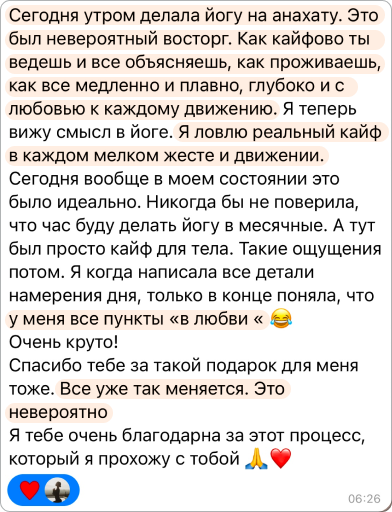 Сегодня утром делала йогу на анахату. Это
был невероятный восторг. Как кайфово ты
ведешь и все объясняешь, как проживаешь,
как все медленно и плавно, глубоко и с
любовью к каждому движению. Я теперь
вижу смысл в йоге. Я ловлю реальный кайф
в каждом мелком жесте и движении.
Сегодня вообще в моем состоянии это
было идеально. Никогда бы не поверила,
что час буду делать йогу в месячные. А тут
был просто кайф для тела. Такие ощущения
потом. Я когда написала все детали
намерения дня, только в конце поняла, что
у меня все пункты «в любви « 😂
Очень круто!
Спасибо тебе за такой подарок для меня
тоже. Все уже так меняется. Это
невероятно
Я тебе очень благодарна за этот процесс,
который я прохожу с тобой 🙏❤️
06:26